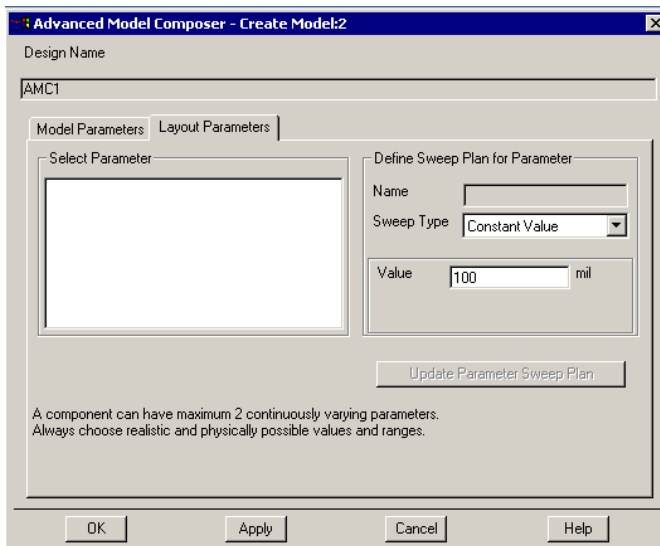 Advanced Model Composer - Create Model:2
Design Name
AMC1
Model Parameters Layout Parameters
Select Parameter
Define Sweep Plan for Parameter
Name
Sweep Type Constant Value
Value 100 mil
Update Parameter Sweep Plan
A component can have maximum 2 continuously varying parameters.
Always choose realistic and physically possible values and ranges.
OK Apply Cancel Help